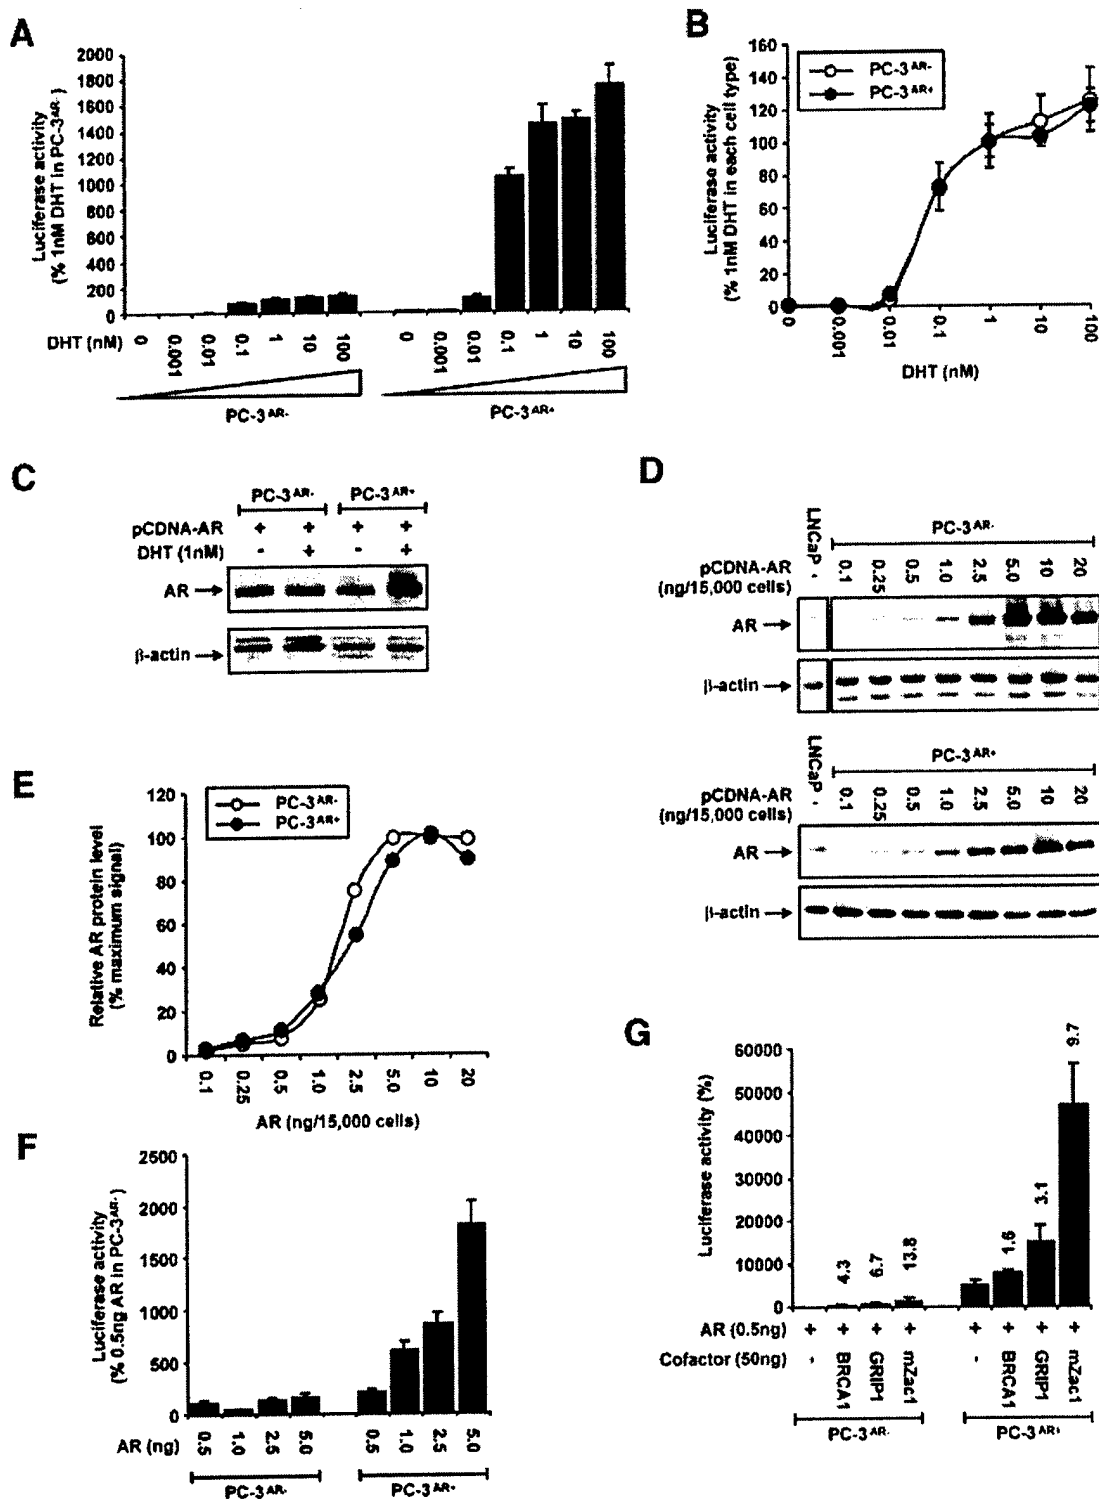 A
Luciferase activity
(% 1nM DHT in PC-3AR-)
2000
1800
1600
1400
1200
1000
800
600
400
200
0
DHT (nM)
0
0.001
0.01
0.1
1
10
100
0
0.001
0.01
0.1
1
10
100
PC-3AR-
PC-3AR+
B
Luciferase activity
(% 1nM DHT in each cell type)
160
140
120
100
80
60
40
20
0
PC-3AR-
PC-3AR+
0
0.001
0.01
0.1
1
10
100
DHT (nM)
C
PC-3AR-
PC-3AR+
pCDNA-AR
+ + + +
DHT (1nM)
- + - +
AR
β-actin
D
LNCaP
PC-3AR-
pCDNA-AR
(ng/15,000 cells)
-
0.1
0.25
0.5
1.0
2.5
5.0
10
20
AR
β-actin
LNCaP
PC-3AR+
pCDNA-AR
(ng/15,000 cells)
-
0.1
0.25
0.5
1.0
2.5
5.0
10
20
AR
β-actin
E
Relative AR protein level
(% maximum signal)
120
100
80
60
40
20
0
PC-3AR-
PC-3AR+
0.1
0.25
0.5
1.0
2.5
5.0
10
20
AR (ng/15,000 cells)
F
Luciferase activity
(% 0.5ng AR in PC-3AR-)
2500
2000
1500
1000
500
0
AR (ng)
0.5
1.0
2.5
5.0
0.5
1.0
2.5
5.0
PC-3AR-
PC-3AR+
G
Luciferase activity (%)
60000
50000
40000
30000
20000
10000
0
4.3
6.7
13.8
1.6
3.1
9.7
AR (0.5ng)
+ + + + + + + +
Cofactor (50ng)
-
BRCA1
GRIP1
mZac1
-
BRCA1
GRIP1
mZac1
PC-3AR-
PC-3AR+